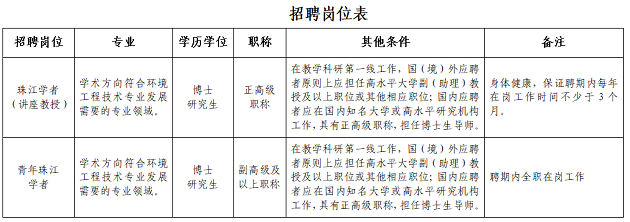 招聘岗位表
招聘岗位 专业 学历学位 职称 其他条件 备注
珠江学者
（讲座教授）
学术方向符合环境
工程技术专业发展
需要的专业领域。
博士
研究生
正高级
职称
在教学科研第一线工作，国（境）外应聘
者原则上应担任高水平大学副（助理）教
授及以上职位或其他相应职位；国内应聘
者应在国内知名大学或高水平研究机构
工作，具有正高级职称，担任博士生导师。
身体健康，保证聘期内每年
在岗工作时间不少于 3 个
月。
青年珠江
学者
学术方向符合环境
工程技术专业发展
需要的专业领域。
博士
研究生
副高级及
以上职称
在教学科研第一线工作，国（境）外应聘
者原则上应担任高水平大学副（助理）教
授及以上职位或其他相应职位；国内应聘
者应在国内知名大学或高水平研究机构
工作，具有正高级职称，担任博士生导师。
聘期内全职在岗工作